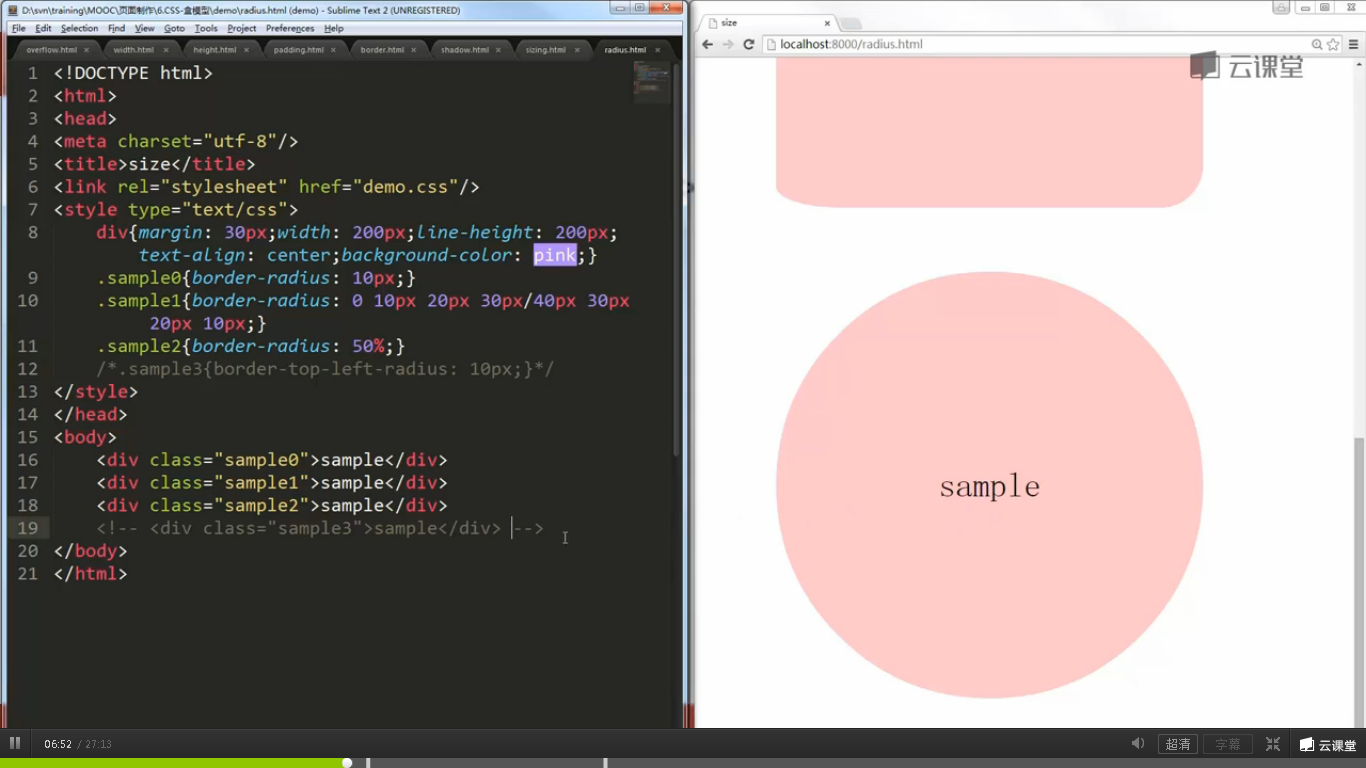 D:\svn\training\MOOC\页面制作\6.CSS-盒模型\demo\radius.html (demo) - Sublime Text 2 (UNREGISTERED)
File Edit Selection Find View Goto Tools Project Preferences Help
overflow.html width.html height.html padding.html border.html shadow.html sizing.html radius.html
1 <!DOCTYPE html>
2 <html>
3 <head>
4 <meta charset="utf-8"/>
5 <title>size</title>
6 <link rel="stylesheet" href="demo.css"/>
7 <style type="text/css">
8 div{margin: 30px;width: 200px;line-height: 200px;
text-align: center;background-color: pink;}
9 .sample0{border-radius: 10px;}
10 .sample1{border-radius: 0 10px 20px 30px/40px 30px
20px 10px;}
11 .sample2{border-radius: 50%;}
12 /*.sample3{border-top-left-radius: 10px;}*/
13 </style>
14 </head>
15 <body>
16 <div class="sample0">sample</div>
17 <div class="sample1">sample</div>
18 <div class="sample2">sample</div>
19 <!-- <div class="sample3">sample</div> -->
20 </body>
21 </html>
size
localhost:8000/radius.html
云课堂
sample
06:52 / 27:13
超清 字幕 云课堂